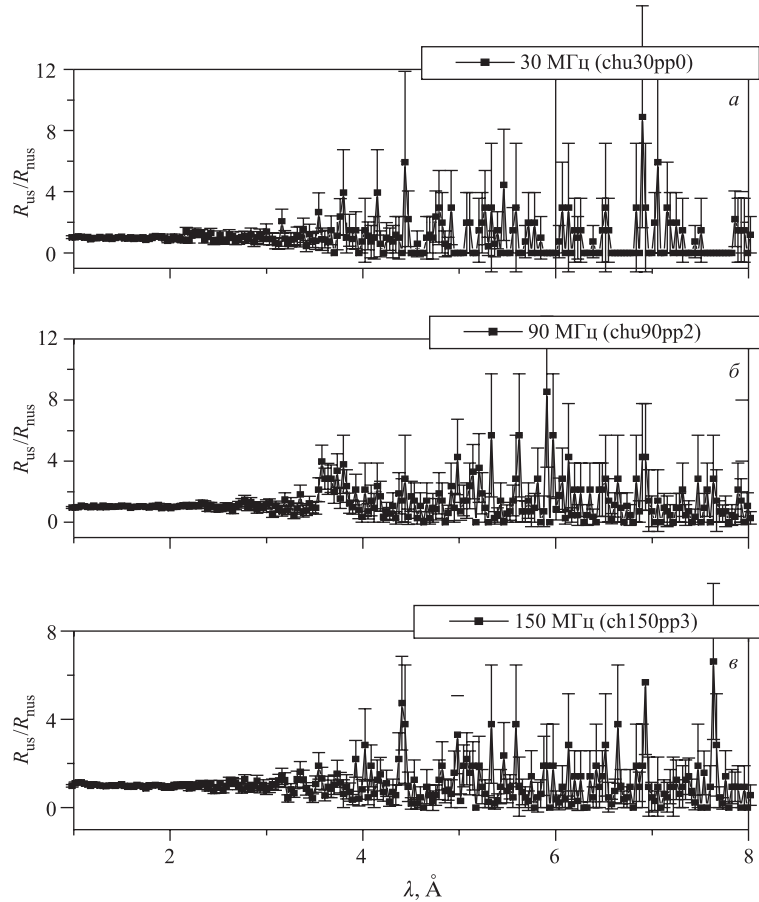 30 МГц (chu30pp0)
а
12
8
4
0
R_us/R_nus
90 МГц (chu90pp2)
б
12
8
4
0
R_us/R_nus
150 МГц (ch150pp3)
в
8
4
0
R_us/R_nus
2 4 6 8
λ, Å